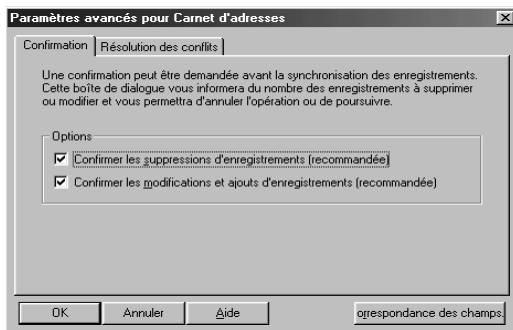 Paramètres avancés pour Carnet d'adresses
Confirmation
Résolution des conflits
Une confirmation peut être demandée avant la synchronisation des enregistrements.
Cette boîte de dialogue vous informera du nombre des enregistrements à supprimer
ou modifier et vous permettra d'annuler l'opération ou de poursuivre.
Options
Confirmer les suppressions d'enregistrements (recommandée)
Confirmer les modifications et ajouts d'enregistrements (recommandée)
OK
Annuler
Aide
orrespondance des champs.